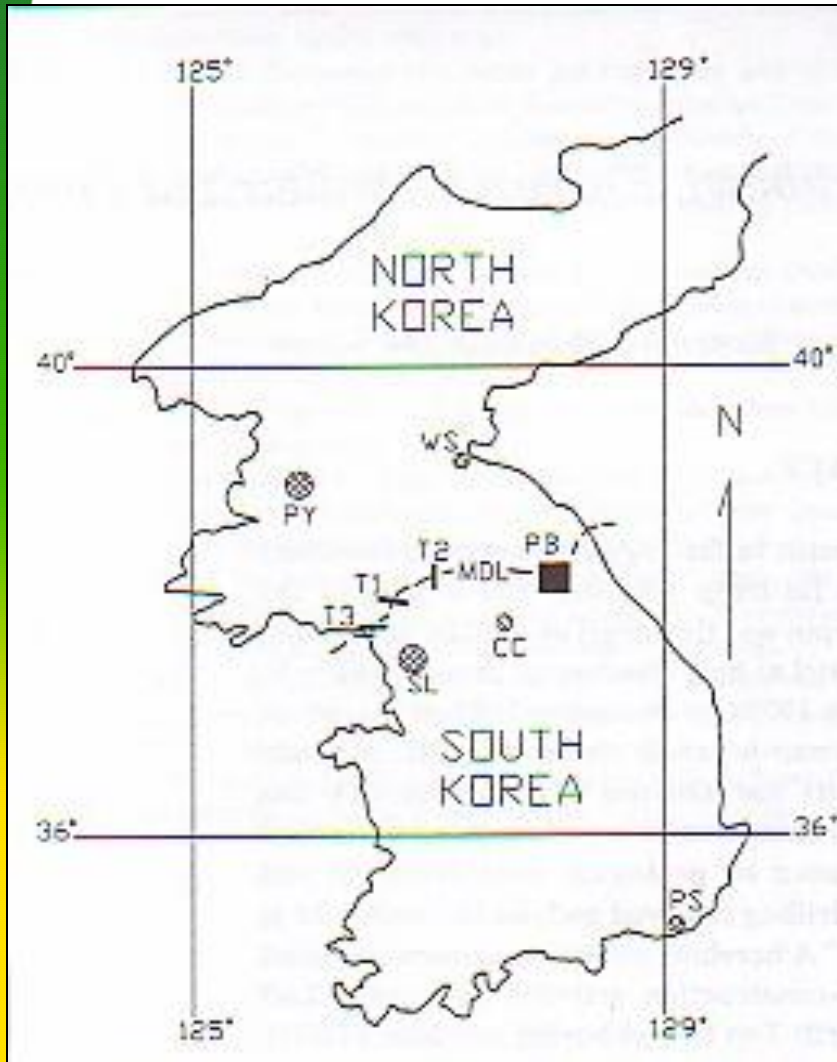 125°
129°
NORTH
KOREA
40°
40°
N
WS
PY
T2
PB
MDL
T1
T3
CC
SL
SOUTH
KOREA
36°
36°
PS
125°
129°